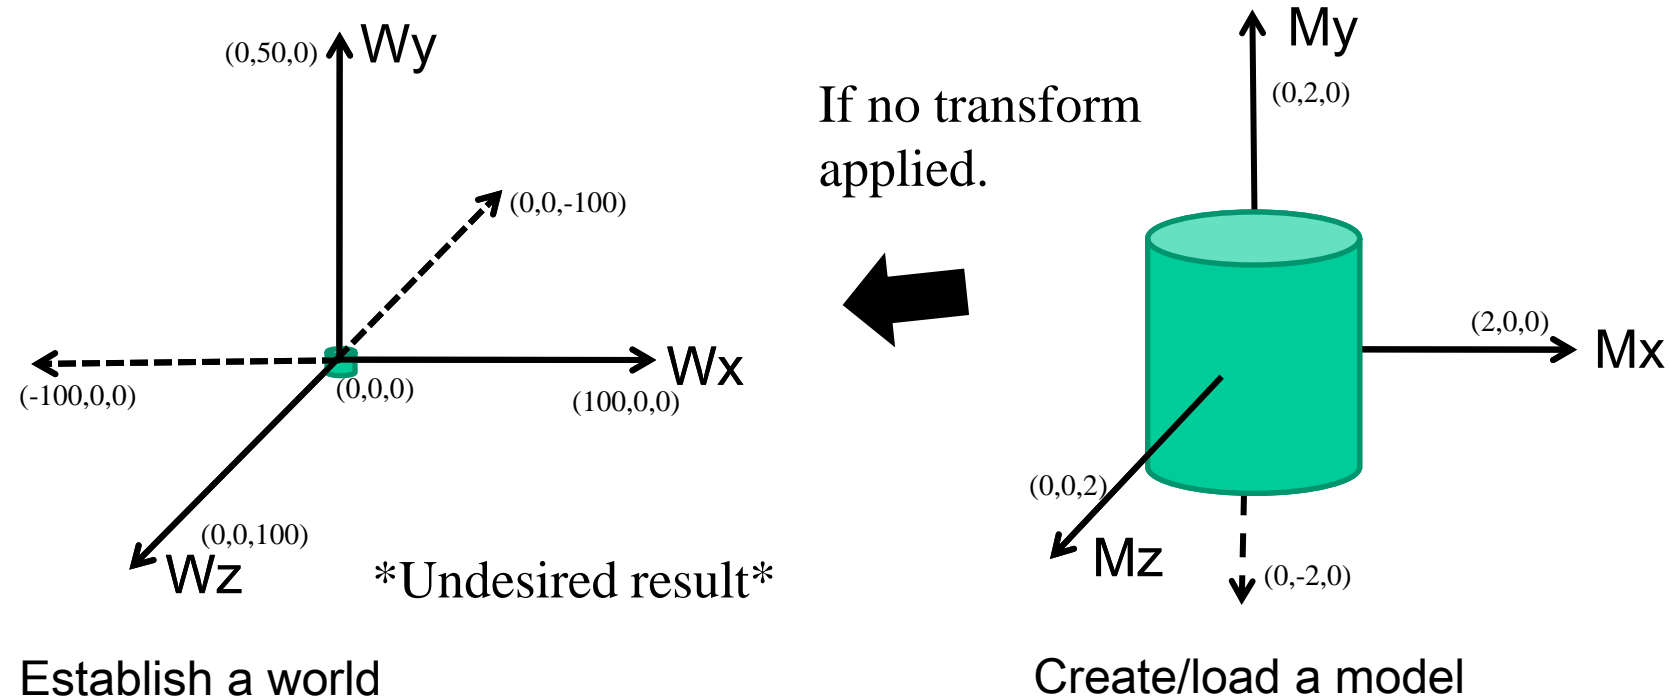 (0,50,0)
Wy
(0,0,-100)
(-100,0,0)
(0,0,0)
(100,0,0)
Wx
(0,0,100)
Wz
*Undesired result*
Establish a world
If no transform
applied.
My
(0,2,0)
(2,0,0)
Mx
(0,0,2)
Mz
(0,-2,0)
Create/load a model